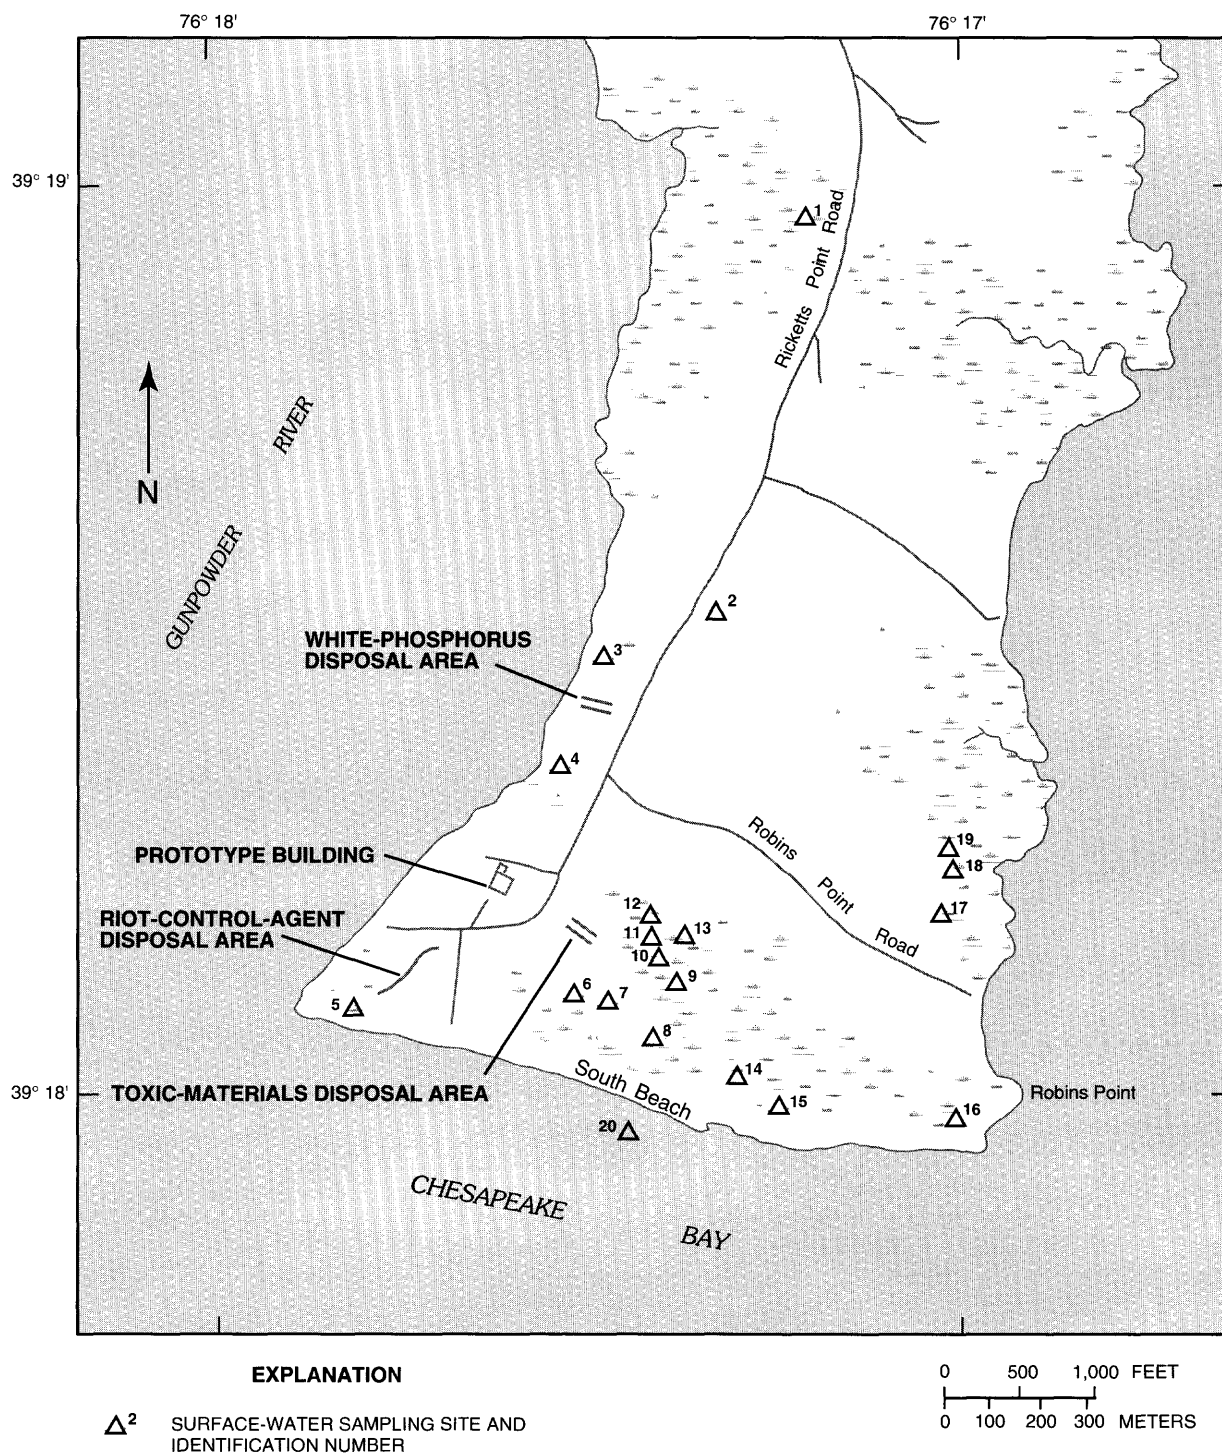 76° 18'
76° 17'
39° 19'
1
Ricketts Point Road
RIVER
N
GUNPOWDER
2
WHITE-PHOSPHORUS
DISPOSAL AREA
3
4
Robins
Point
Road
PROTOTYPE BUILDING
19
18
17
RIOT-CONTROL-AGENT
DISPOSAL AREA
12
11
13
10
9
5
6
7
8
14
15
16
TOXIC-MATERIALS DISPOSAL AREA
South Beach
39° 18'
Robins Point
20
CHESAPEAKE
BAY
EXPLANATION
2
SURFACE-WATER SAMPLING SITE AND
IDENTIFICATION NUMBER
0 500 1,000 FEET
0 100 200 300 METERS